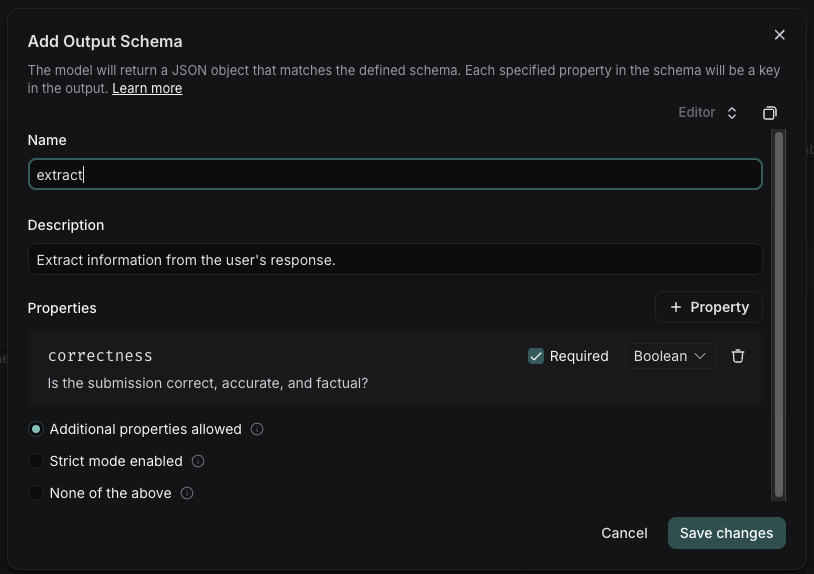 Add Output Schema
The model will return a JSON object that matches the defined schema. Each specified property in the schema will be a key
in the output. Learn more
Editor
Name
extract
Description
Extract information from the user's response.
Properties
+ Property
correctness
Required
Boolean
Is the submission correct, accurate, and factual?
Additional properties allowed
Strict mode enabled
None of the above
Cancel
Save changes